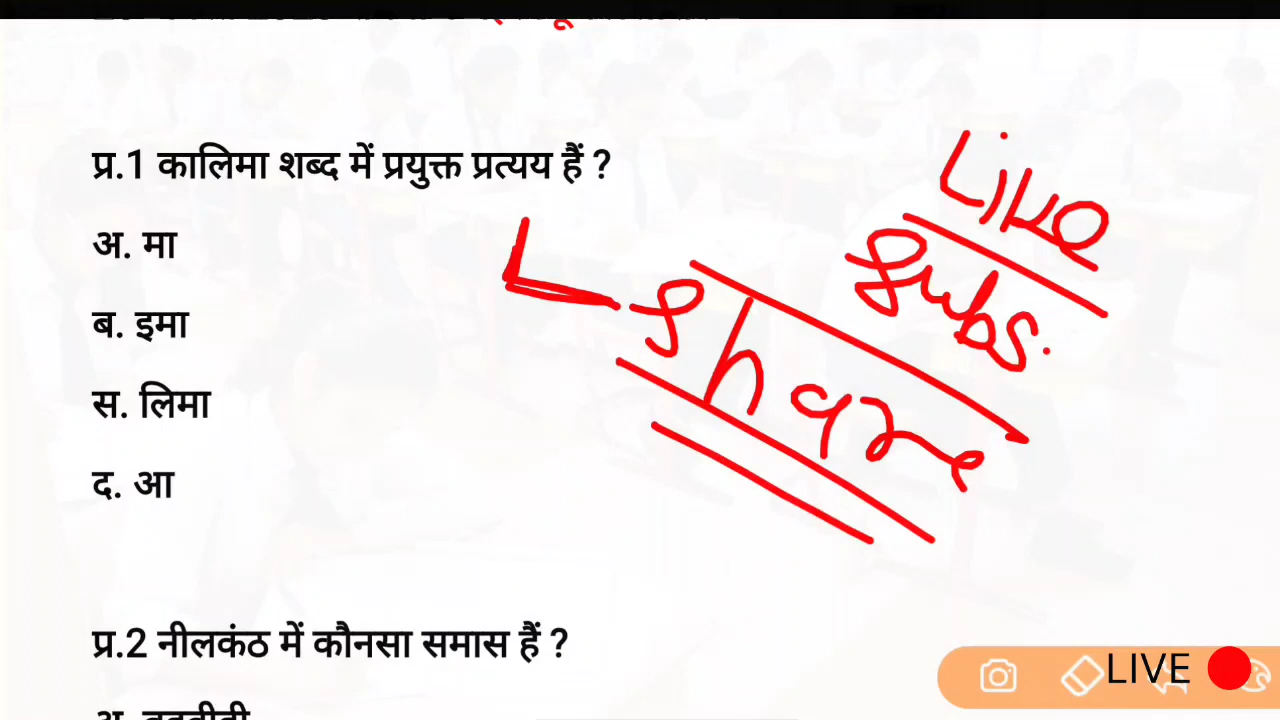 प्र.1 कालिमा शब्द में प्रयुक्त प्रत्यय हैं ?
अ. मा
ब. इमा
स. लिमा
द. आ
Like
Subs.
Share
प्र.2 नीलकंठ में कौनसा समास हैं ?
LIVE